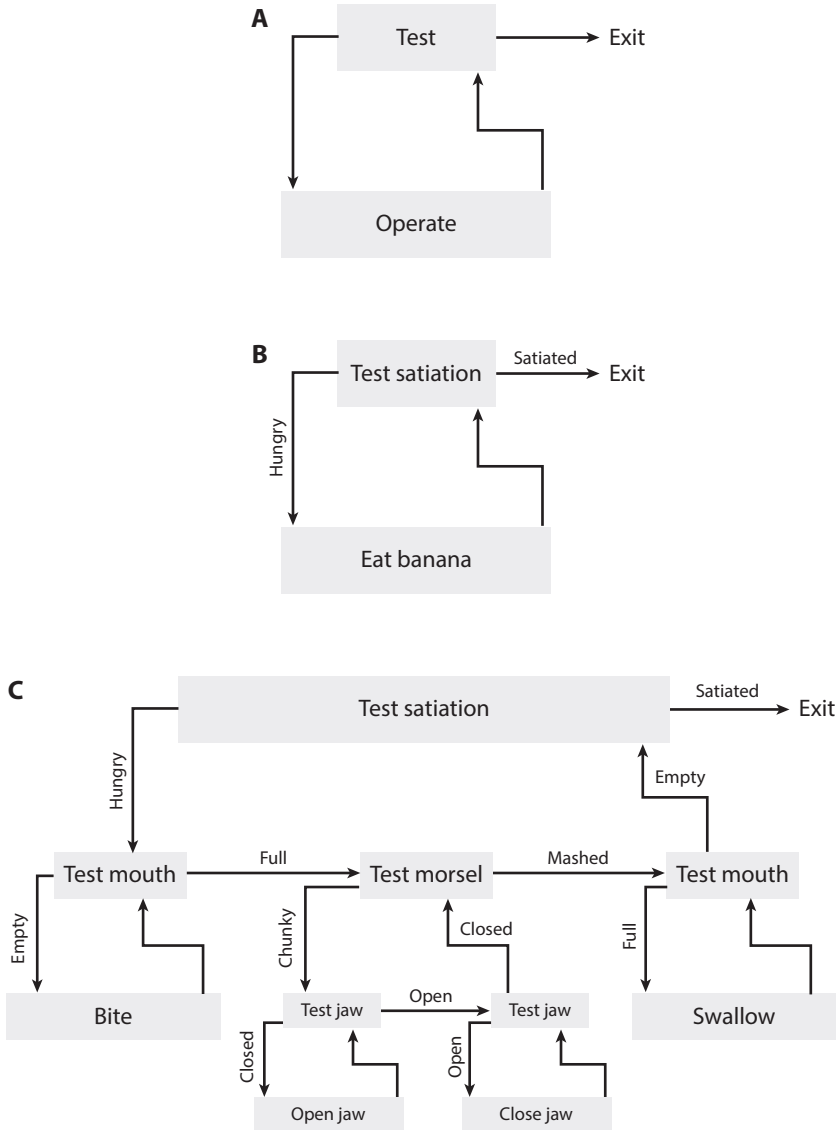 A
Test
Exit
Operate
B
Test satiation
Satiated
Exit
Hungry
Eat banana
C
Test satiation
Satiated
Exit
Hungry
Empty
Test mouth
Full
Test morsel
Mashed
Test mouth
Empty
Chunky
Closed
Full
Bite
Test jaw
Open
Test jaw
Swallow
Closed
Open
Open jaw
Close jaw